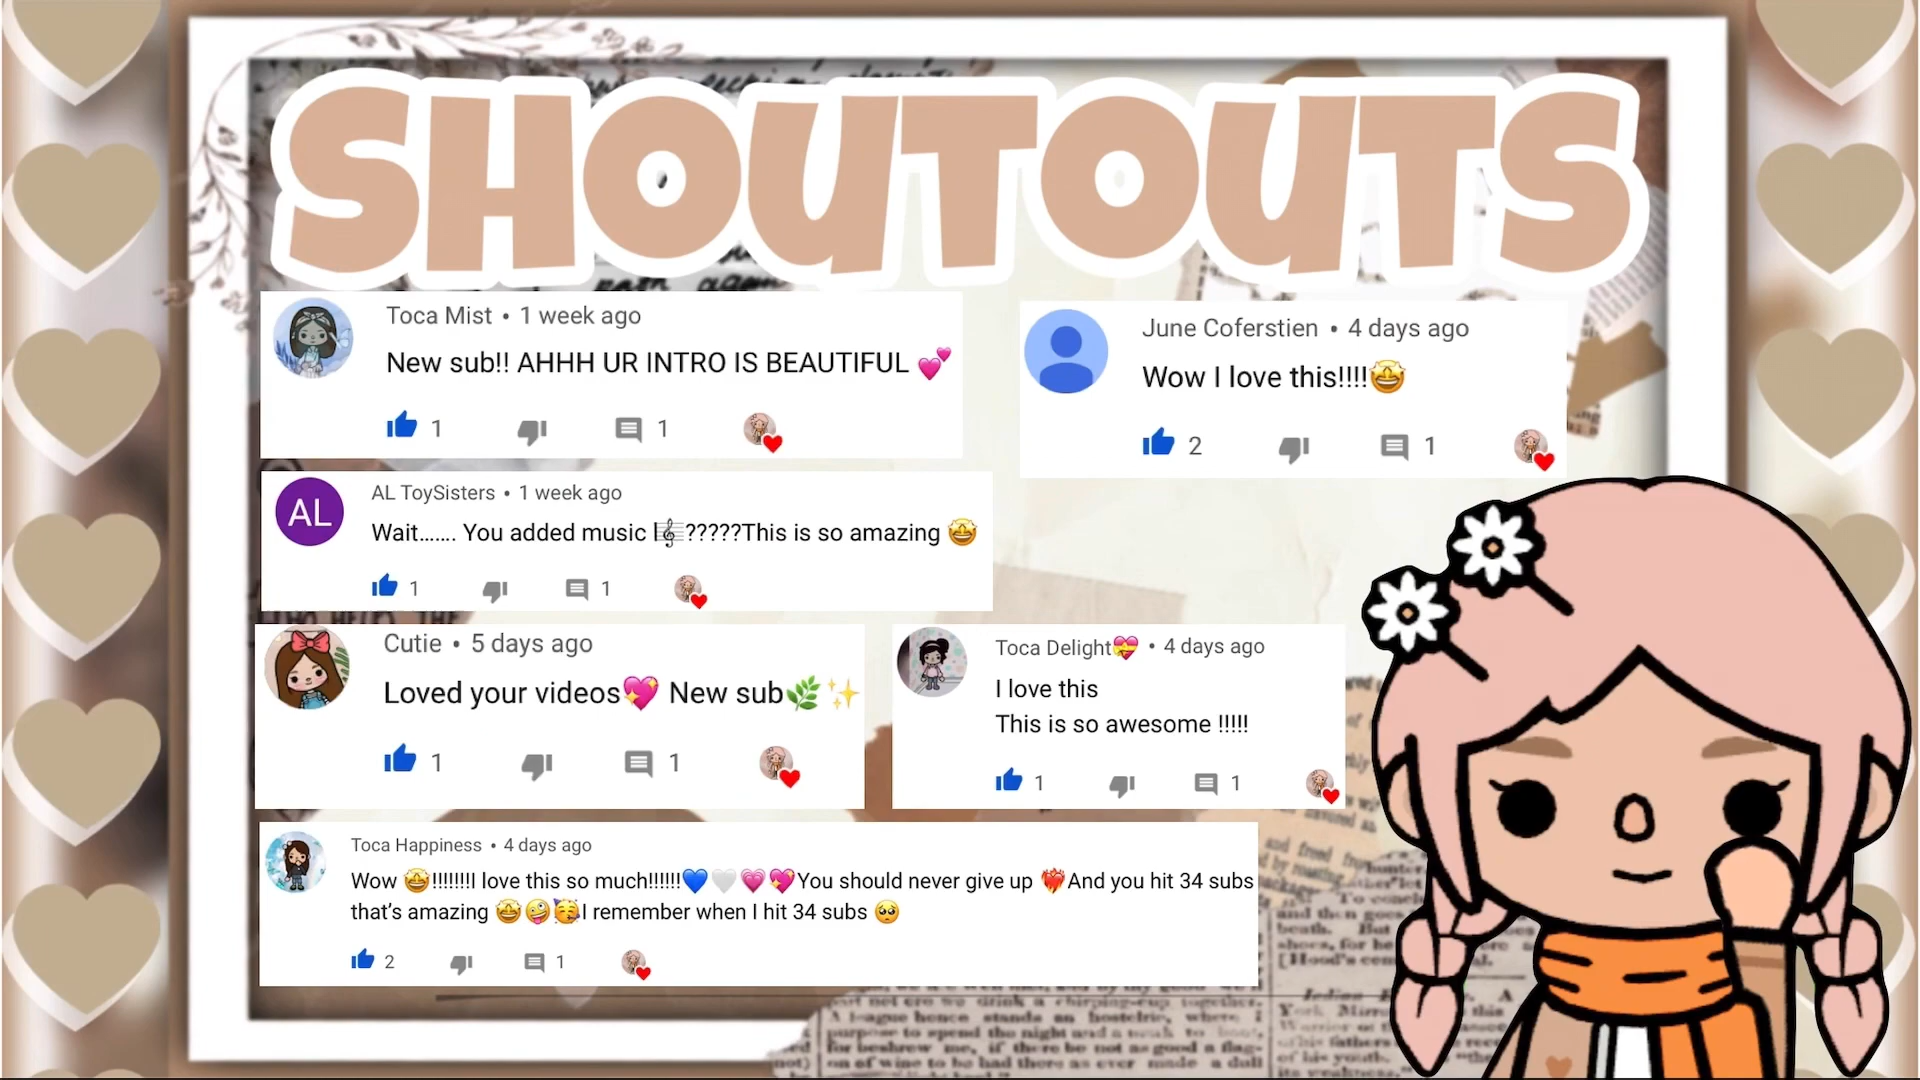 SHOUTOUTS
Toca Mist • 1 week ago
New sub!! AHHH UR INTRO IS BEAUTIFUL 💕
1 1
June Coferstien • 4 days ago
Wow I love this!!!!🤩
2 1
AL
AL ToySisters • 1 week ago
Wait....... You added music l🎼?????This is so amazing 🤩
1 1
Cutie • 5 days ago
Loved your videos💖 New sub🌿✨
1 1
Toca Delight💝 • 4 days ago
I love this
This is so awesome !!!!!
1 1
Toca Happiness • 4 days ago
Wow 🤩!!!!!!!I love this so much!!!!!!💙🤍💗💖You should never give up ❤️‍🔥And you hit 34 subs
that's amazing 🤩🤪🥳I remember when I hit 34 subs 🥺
2 1